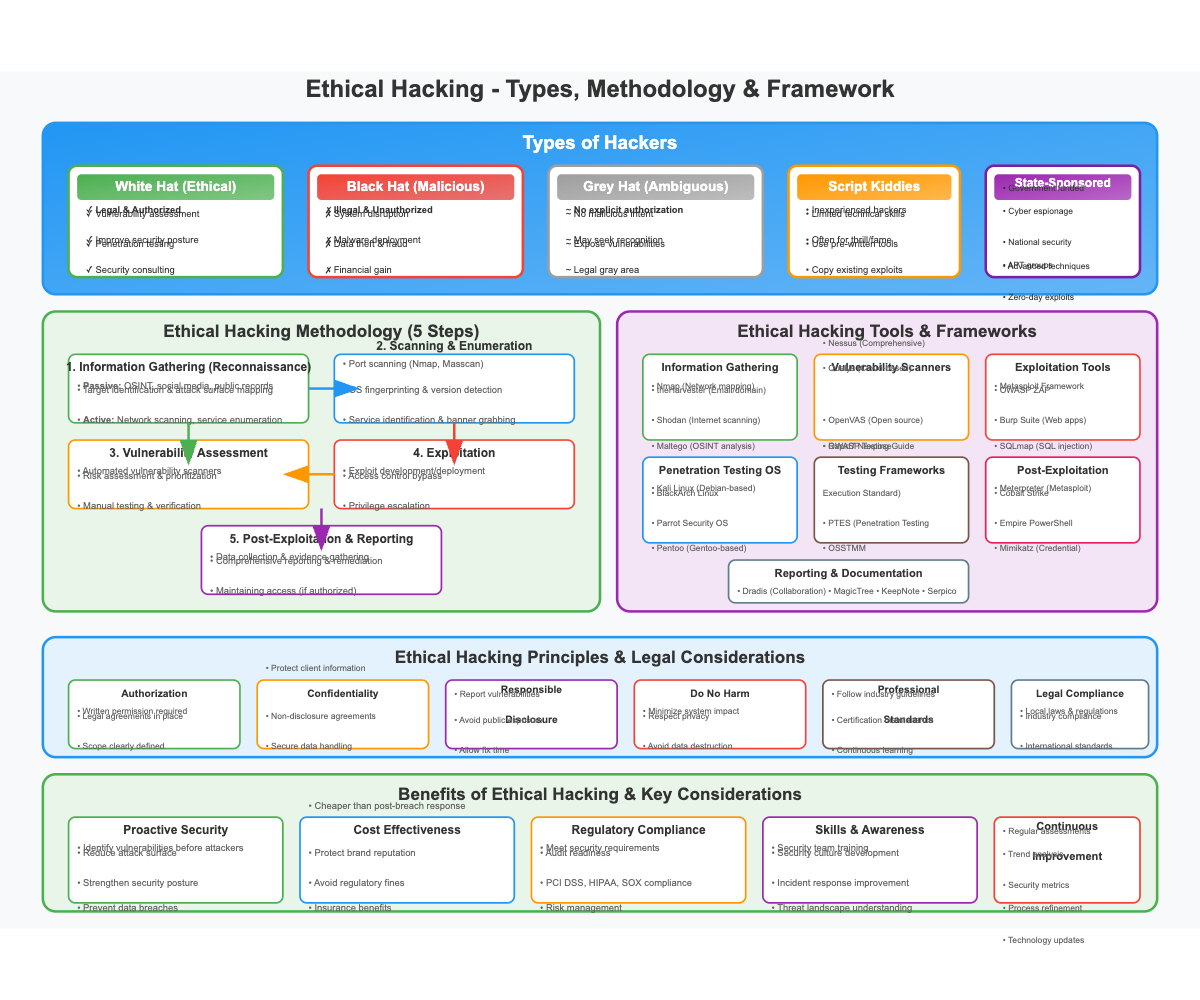 Ethical Hacking - Types, Methodology & Framework
Types of Hackers
White Hat (Ethical)
✓ Legal & Authorized
✓ Vulnerability assessment
✓ Improve security posture
✓ Penetration testing
✓ Security consulting
Black Hat (Malicious)
✗ Illegal & Unauthorized
✗ System disruption
✗ Malware deployment
✗ Data theft & fraud
✗ Financial gain
Grey Hat (Ambiguous)
~ No explicit authorization
~ No malicious intent
~ May seek recognition
~ Expose vulnerabilities
~ Legal gray area
Script Kiddies
• Inexperienced hackers
• Limited technical skills
• Often for thrill/fame
• Use pre-written tools
• Copy existing exploits
State-Sponsored
• Government funded
• Cyber espionage
• National security
• APT groups
• Advanced techniques
• Zero-day exploits
Ethical Hacking Methodology (5 Steps)
1. Information Gathering (Reconnaissance)
• Passive: OSINT, social media, public records
• Target identification & attack surface mapping
• Active: Network scanning, service enumeration
2. Scanning & Enumeration
• Port scanning (Nmap, Masscan)
• OS fingerprinting & version detection
• Service identification & banner grabbing
3. Vulnerability Assessment
• Automated vulnerability scanners
• Risk assessment & prioritization
• Manual testing & verification
4. Exploitation
• Exploit development/deployment
• Access control bypass
• Privilege escalation
5. Post-Exploitation & Reporting
• Data collection & evidence gathering
• Comprehensive reporting & remediation
• Maintaining access (if authorized)
Ethical Hacking Tools & Frameworks
Information Gathering
• Nmap (Network mapping)
• theHarvester (Email/domain)
• Shodan (Internet scanning)
• Maltego (OSINT analysis)
• Nessus (Comprehensive)
Vulnerability Scanners
• OpenVAS (Open source)
Exploitation Tools
• Metasploit Framework
• OWASP ZAP
• Burp Suite (Web apps)
• SQLmap (SQL injection)
Penetration Testing OS
• Kali Linux (Debian-based)
• BlackArch Linux
• Parrot Security OS
• Pentoo (Gentoo-based)
• OWASP Testing Guide
Testing Frameworks
Execution Standard)
• PTES (Penetration Testing
• OSSTMM
Post-Exploitation
• Meterpreter (Metasploit)
• Cobalt Strike
• Empire PowerShell
• Mimikatz (Credential)
Reporting & Documentation
• Dradis (Collaboration) • MagicTree • KeepNote • Serpico
Ethical Hacking Principles & Legal Considerations
Authorization
• Written permission required
• Legal agreements in place
• Scope clearly defined
• Protect client information
Confidentiality
• Non-disclosure agreements
• Secure data handling
Responsible
• Report vulnerabilities
Disclosure
• Avoid public
• Allow fix time
Do No Harm
• Minimize system impact
• Respect privacy
• Avoid data destruction
Professional
• Follow industry guidelines
Standards
• Certification
• Continuous learning
Legal Compliance
• Local laws & regulations
• Industry compliance
• International standards
Benefits of Ethical Hacking & Key Considerations
Proactive Security
• Identify vulnerabilities before attackers
• Reduce attack surface
• Strengthen security posture
• Prevent data breaches
• Cheaper than post-breach response
Cost Effectiveness
• Protect brand reputation
• Avoid regulatory fines
• Insurance benefits
Regulatory Compliance
• Meet security requirements
• Audit readiness
• PCI DSS, HIPAA, SOX compliance
• Risk management
Skills & Awareness
• Security team training
• Security culture development
• Incident response improvement
• Threat landscape understanding
Continuous
• Regular assessments
Improvement
• Trend analysis
• Security metrics
• Process refinement
• Technology updates